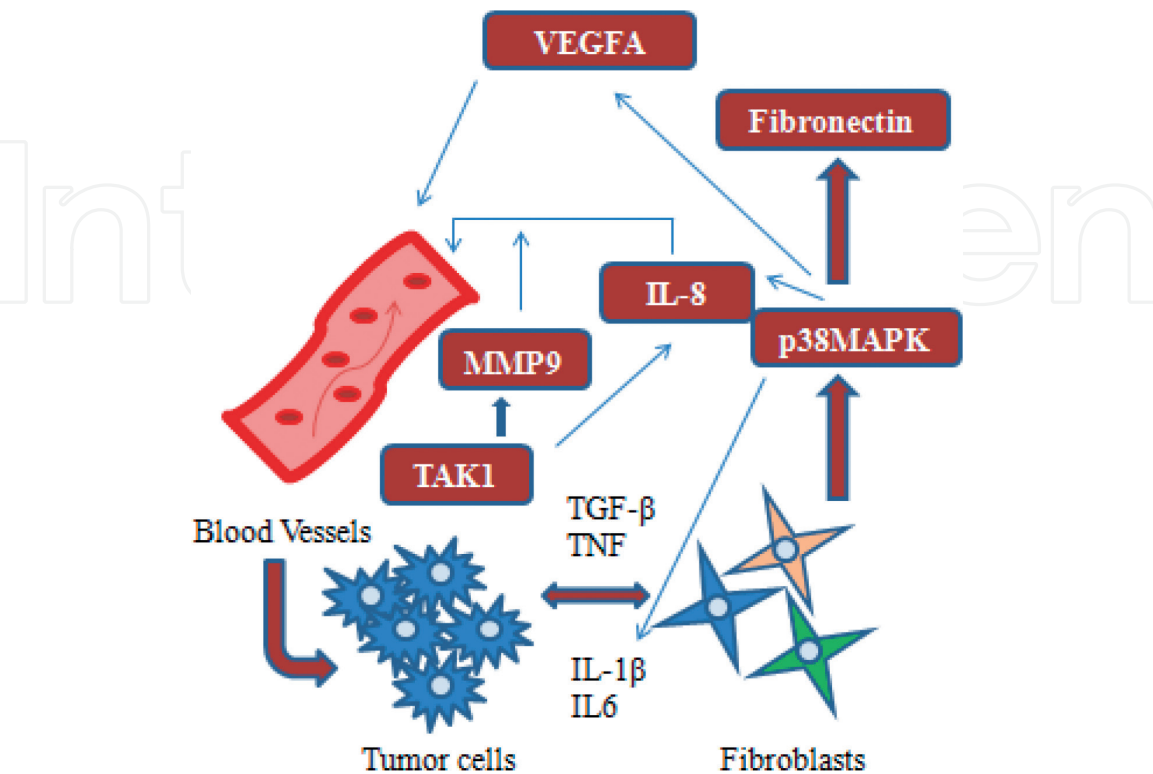 VEGFA
Fibronectin
IL-8
p38MAPK
MMP9
TAK1
TGF-β
TNF
Blood Vessels
IL-1β
IL6
Tumor cells
Fibroblasts